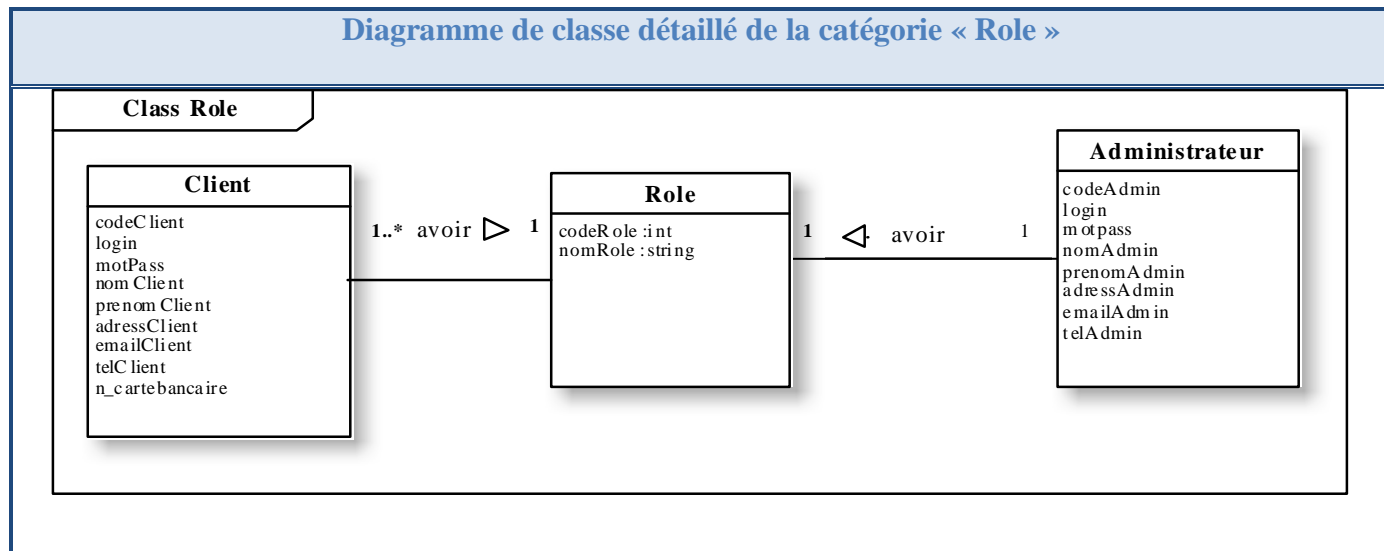 Diagramme de classe détaillé de la catégorie « Role »
Class Role
Client
codeClient
login
motPass
nomClient
prenomClient
adressClient
emailClient
telClient
n_cartebancaire
1..* avoir 1
Role
codeRole :int
nomRole :string
1 avoir 1
Administrateur
codeAdmin
login
motpass
nomAdmin
prenomAdmin
adressAdmin
emailAdmin
telAdmin